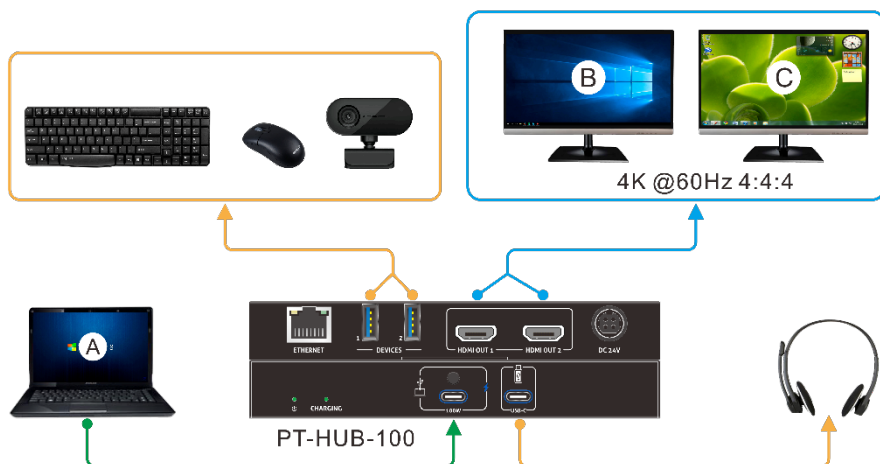 B
C
4K @60Hz 4:4:4
A
1
2
ETHERNET
DEVICES
HDMI OUT 1
HDMI OUT 2
DC 24V
CHARGING
100W
USB-C
PT-HUB-100